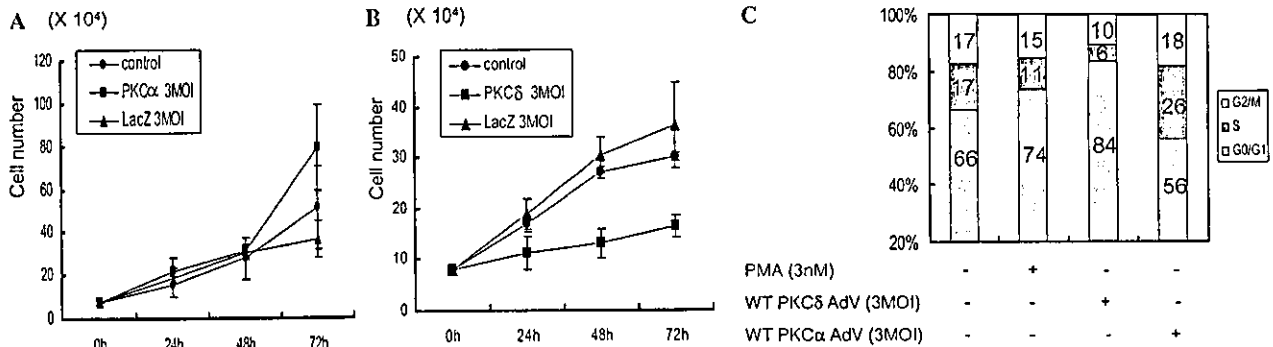 A (X 10⁴)
Cell number
120
100
80
60
40
20
0
control
PKCα 3MOI
LacZ 3MOI
0h 24h 48h 72h
B (X 10⁴)
Cell number
50
40
30
20
10
0
control
PKCδ 3MOI
LacZ 3MOI
0h 24h 48h 72h
C
100%
80%
60%
40%
20%
17 15 10 18
17 11 6 26
66 74 84 56
G2/M
S
G0/G1
PMA (3nM) - + - -
WT PKCδ AdV (3MOI) - - + -
WT PKCα AdV (3MOI) - - - +